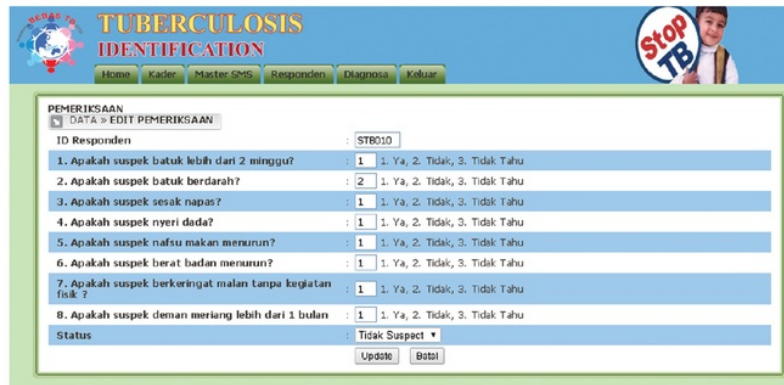 BEBAS TB
TUBERCULOSIS
IDENTIFICATION
Stop TB
Home Kader Master SMS Responden Diagnosa Keluar
PEMERIKSAAN
DATA » EDIT PEMERIKSAAN
ID Responden : STB010
1. Apakah suspek batuk lebih dari 2 minggu? : 1 1. Ya, 2. Tidak, 3. Tidak Tahu
2. Apakah suspek batuk berdarah? : 2 1. Ya, 2. Tidak, 3. Tidak Tahu
3. Apakah suspek sesak napas? : 1 1. Ya, 2. Tidak, 3. Tidak Tahu
4. Apakah suspek nyeri dada? : 1 1. Ya, 2. Tidak, 3. Tidak Tahu
5. Apakah suspek nafsu makan menurun? : 1 1. Ya, 2. Tidak, 3. Tidak Tahu
6. Apakah suspek berat badan menurun? : 1 1. Ya, 2. Tidak, 3. Tidak Tahu
7. Apakah suspek berkeringat malan tanpa kegiatan
fisik ? : 1 1. Ya, 2. Tidak, 3. Tidak Tahu
8. Apakah suspek deman meriang lebih dari 1 bulan : 1 1. Ya, 2. Tidak, 3. Tidak Tahu
Status : Tidak Suspect
Update Batal